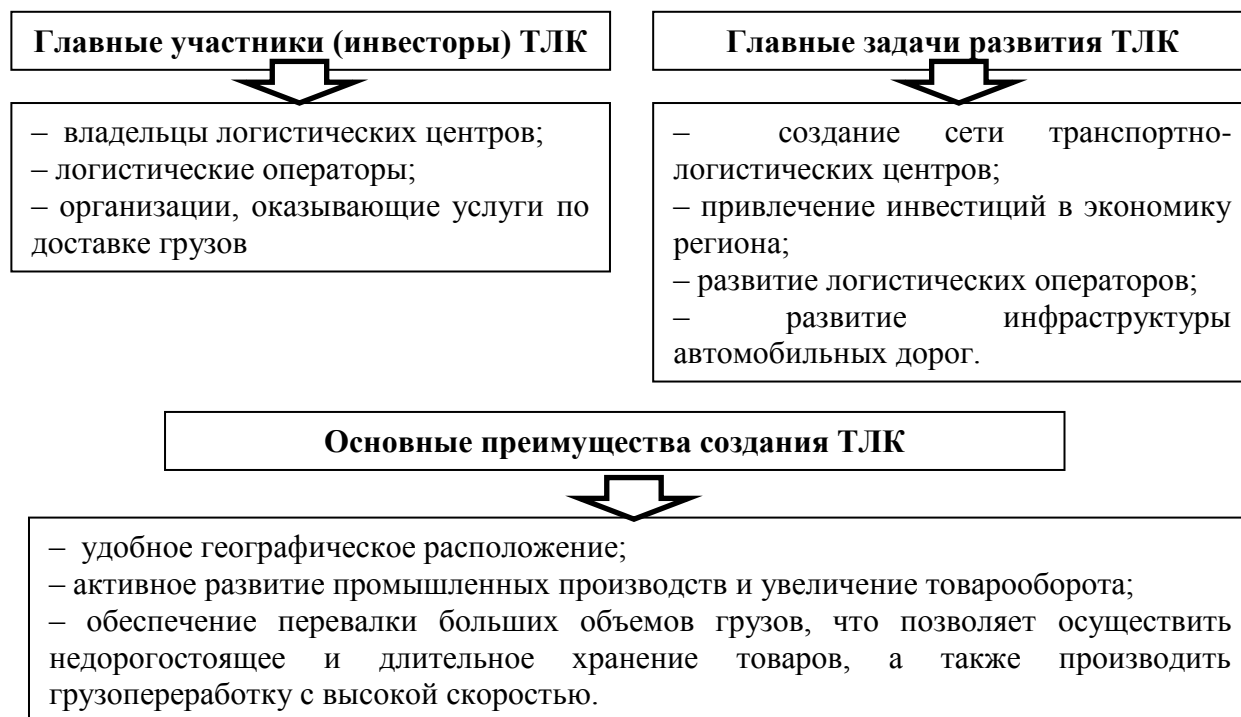 Главные участники (инвесторы) ТЛК
– владельцы логистических центров;
– логистические операторы;
– организации, оказывающие услуги по
доставке грузов
Главные задачи развития ТЛК
– создание сети транспортно-
логистических центров;
– привлечение инвестиций в экономику
региона;
– развитие логистических операторов;
– развитие инфраструктуры
автомобильных дорог.
Основные преимущества создания ТЛК
– удобное географическое расположение;
– активное развитие промышленных производств и увеличение товарооборота;
– обеспечение перевалки больших объемов грузов, что позволяет осуществить
недорогостоящее и длительное хранение товаров, а также производить
грузопереработку с высокой скоростью.